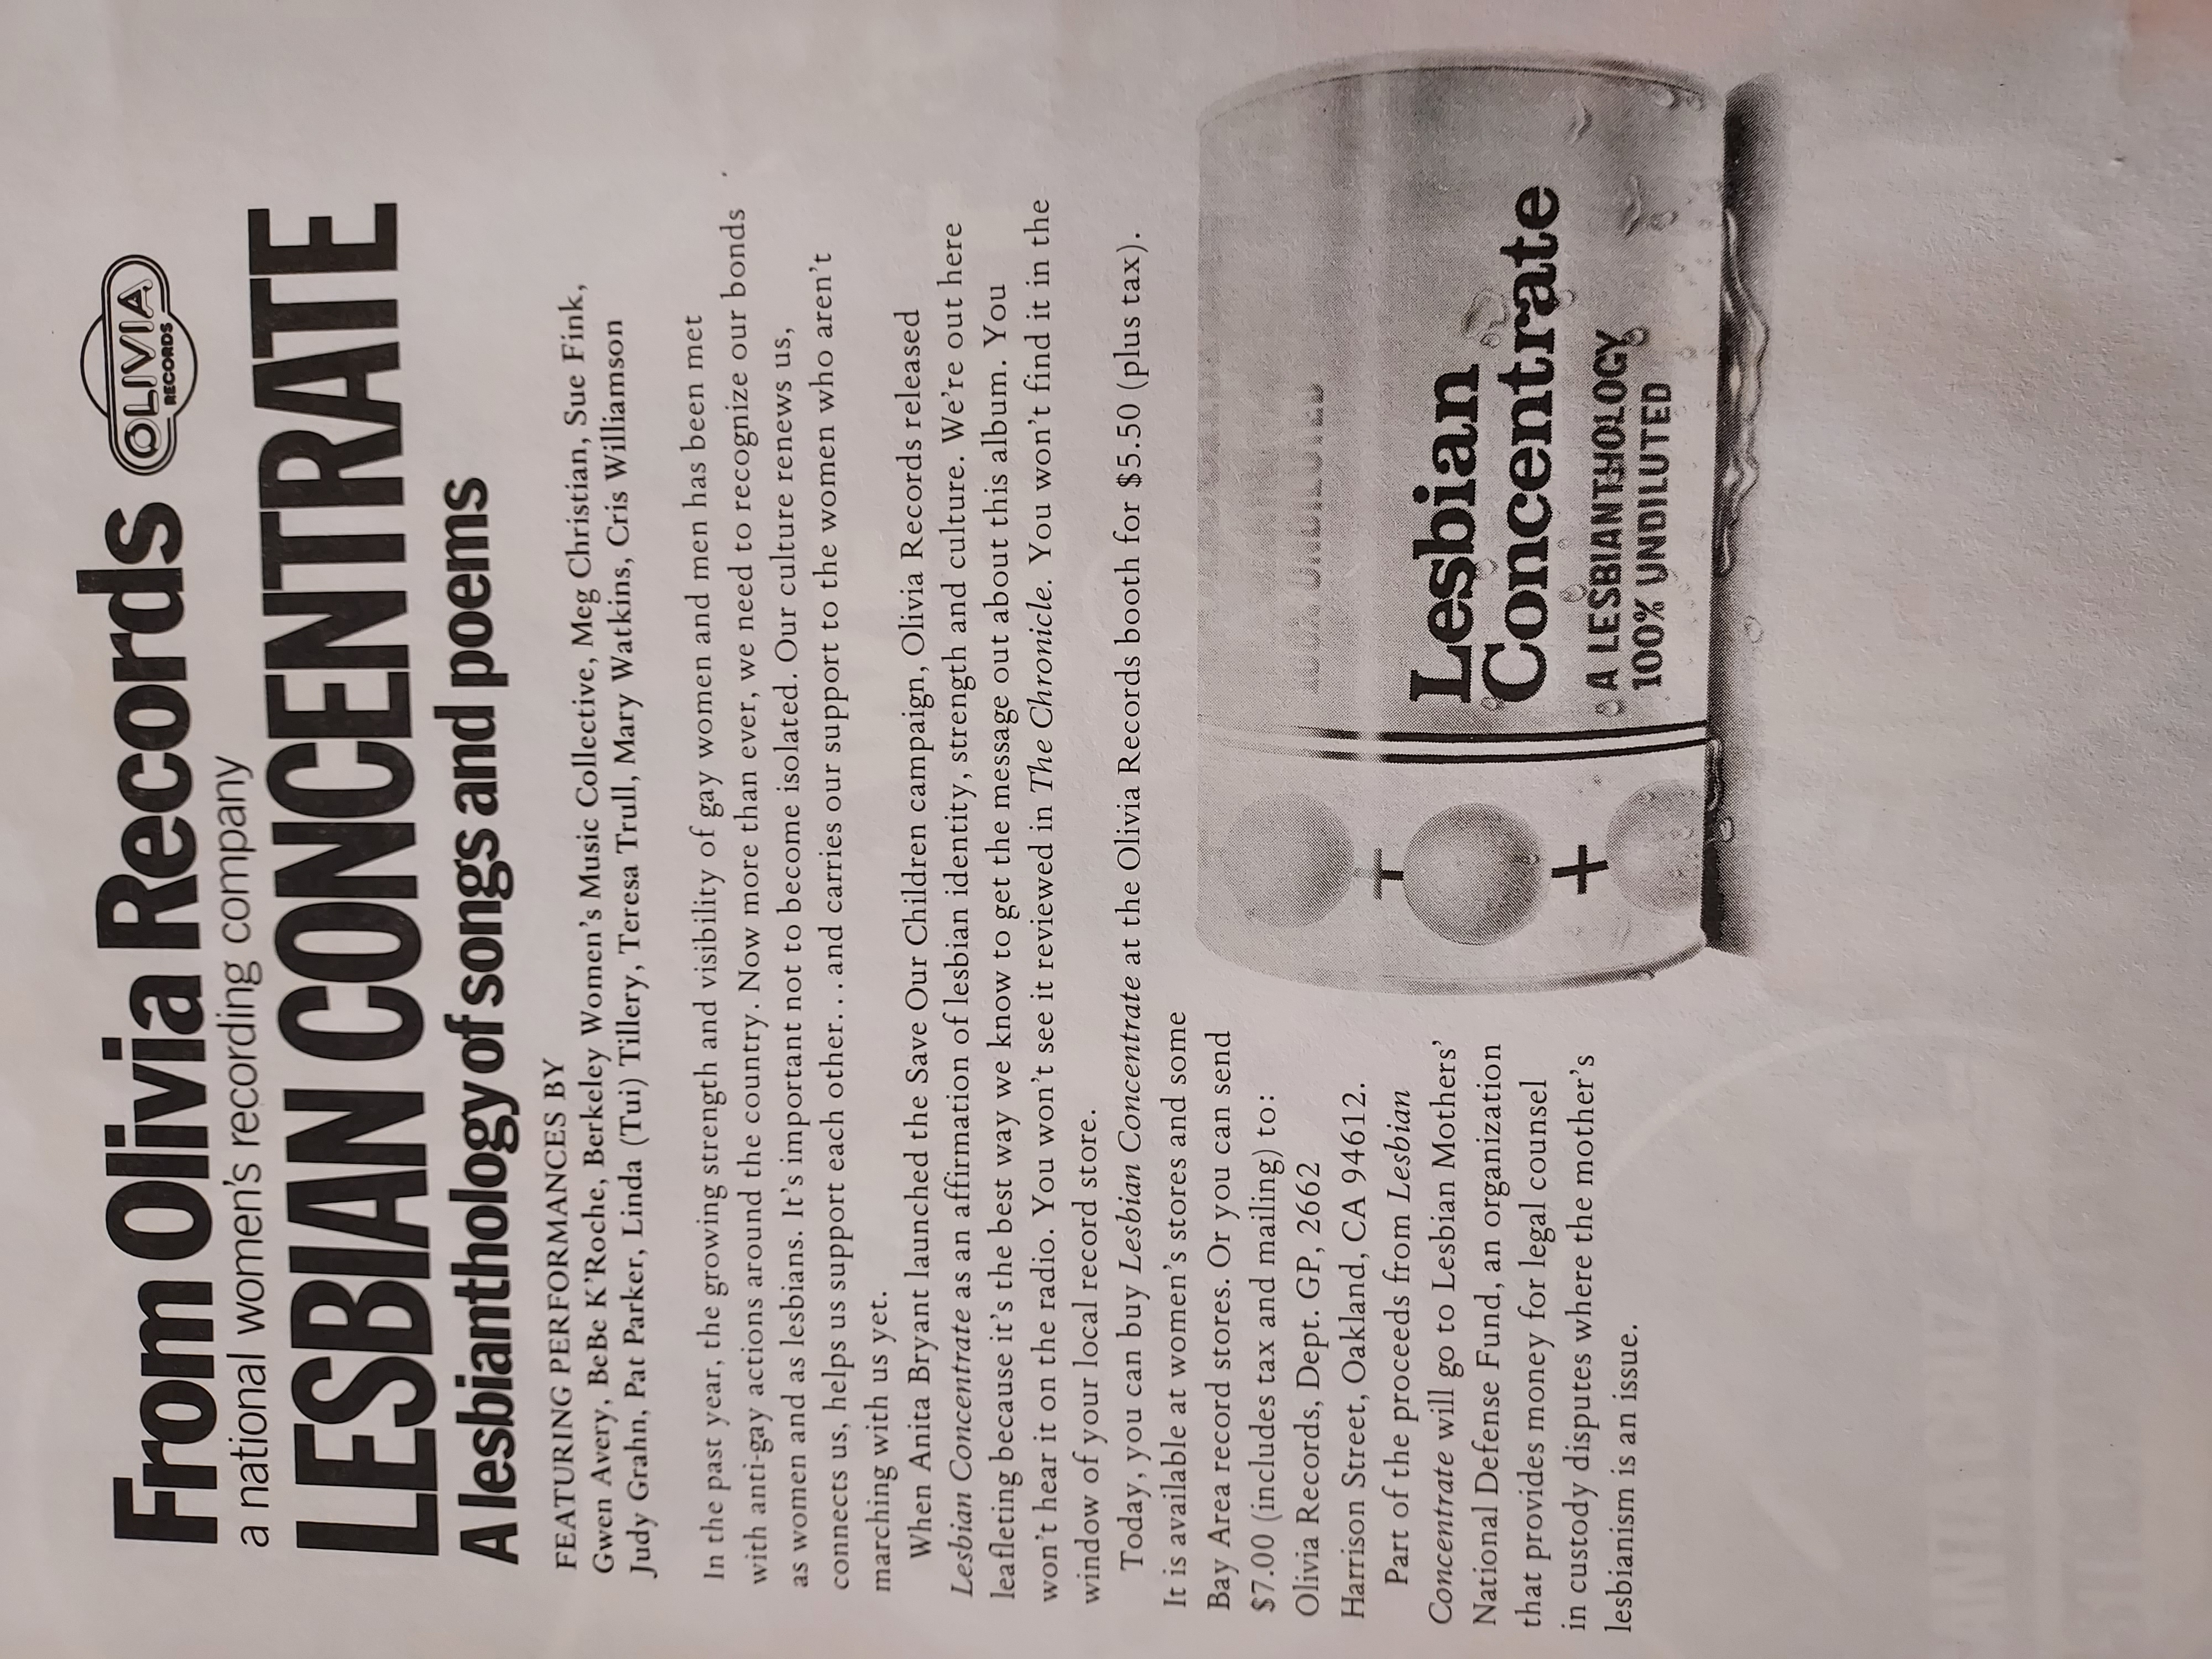 From Olivia Records
OLIVIA
RECORDS
a national women's recording company
LESBIAN CONCENTRATE
A lesbianthology of songs and poems
FEATURING PERFORMANCES BY
Gwen Avery, BeBe K'Roche, Berkeley Women's Music Collective, Meg Christian, Sue Fink,
Judy Grahn, Pat Parker, Linda (Tui) Tillery, Teresa Trull, Mary Watkins, Cris Williamson
In the past year, the growing strength and visibility of gay women and men has been met
with anti-gay actions around the country. Now more than ever, we need to recognize our bonds
as women and as lesbians. It's important not to become isolated. Our culture renews us,
connects us, helps us support each other...and carries our support to the women who aren't
marching with us yet.
When Anita Bryant launched the Save Our Children campaign, Olivia Records released
Lesbian Concentrate as an affirmation of lesbian identity, strength and culture. We're out here
leafleting because it's the best way we know to get the message out about this album. You
won't hear it on the radio. You won't see it reviewed in The Chronicle. You won't find it in the
window of your local record store.
Today, you can buy Lesbian Concentrate at the Olivia Records booth for $5.50 (plus tax).
It is available at women's stores and some
Bay Area record stores. Or you can send
$7.00 (includes tax and mailing) to:
Olivia Records, Dept. GP, 2662
Harrison Street, Oakland, CA 94612.
Part of the proceeds from Lesbian
Concentrate will go to Lesbian Mothers'
National Defense Fund, an organization
that provides money for legal counsel
in custody disputes where the mother's
lesbianism is an issue.
100% UNDILUTED
Lesbian
Concentrate
A LESBIANTHOLOGY
100% UNDILUTED